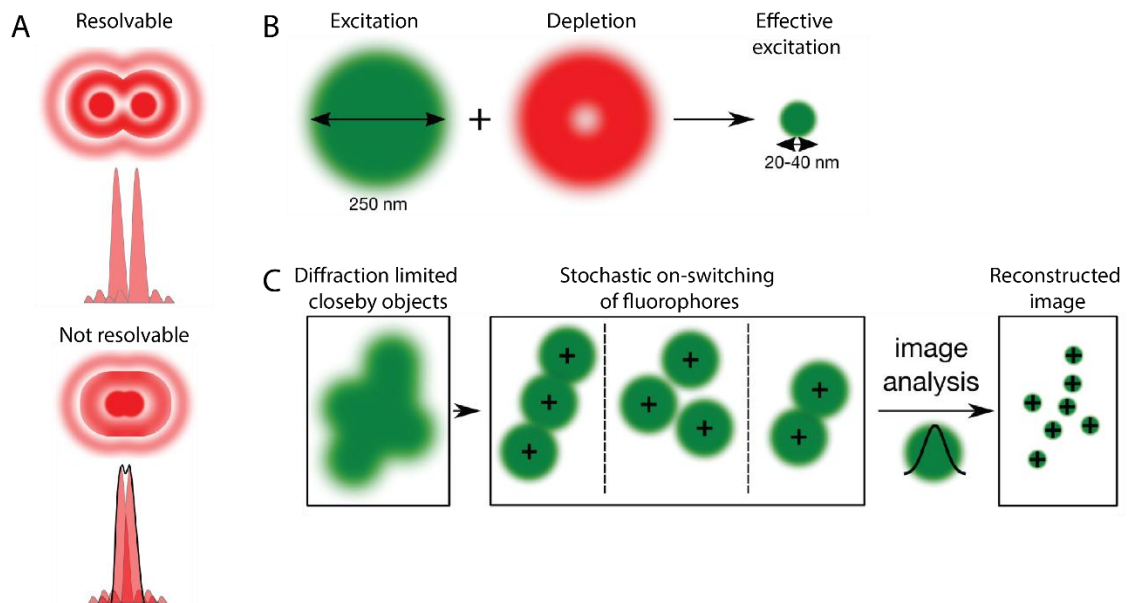 A
Resolvable
Not resolvable
B
Excitation
Depletion
Effective
excitation
+
250 nm
20-40 nm
C
Diffraction limited
closeby objects
Stochastic on-switching
of fluorophores
image
analysis
Reconstructed
image